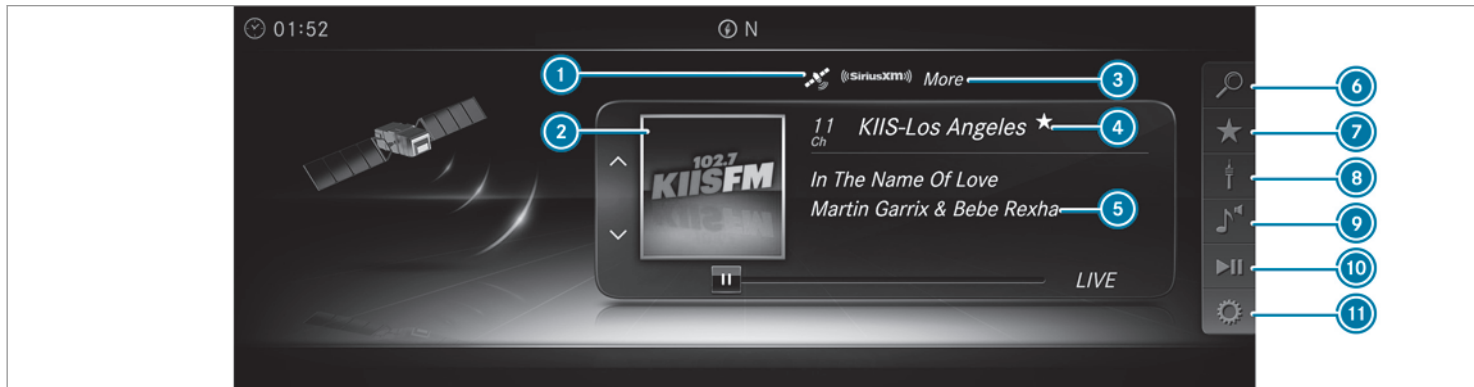 01:52
N
1
SiriusXM
More
3
2
102.7
KIISFM
11
Ch
KIIS-Los Angeles
4
In The Name Of Love
Martin Garrix & Bebe Rexha
5
LIVE
6
7
8
9
10
11